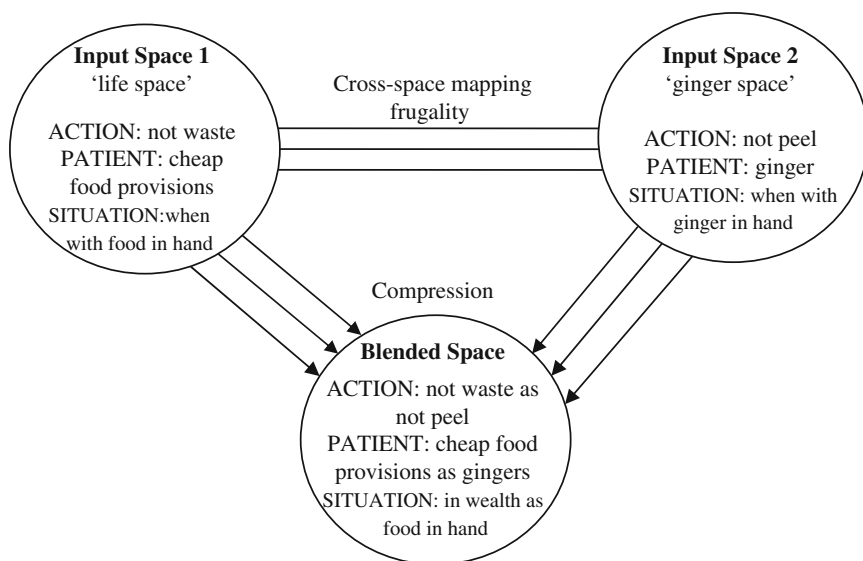 Input Space 1
'life space'
ACTION: not waste
PATIENT: cheap
food provisions
SITUATION:when
with food in hand
Cross-space mapping
frugality
Input Space 2
'ginger space'
ACTION: not peel
PATIENT: ginger
SITUATION: when with
ginger in hand
Compression
Blended Space
ACTION: not waste as
not peel
PATIENT: cheap food
provisions as gingers
SITUATION: in wealth as
food in hand